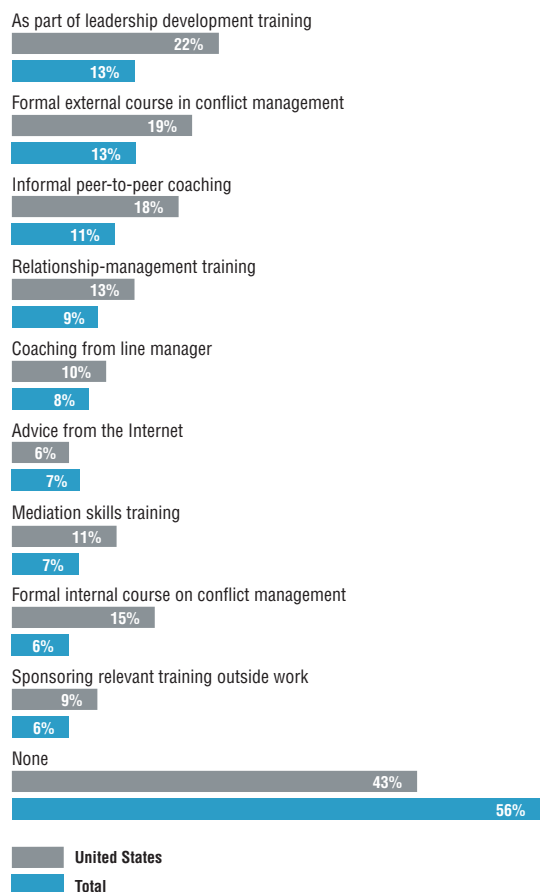 As part of leadership development training
22%
13%
Formal external course in conflict management
19%
13%
Informal peer-to-peer coaching
18%
11%
Relationship-management training
13%
9%
Coaching from line manager
10%
8%
Advice from the Internet
6%
7%
Mediation skills training
11%
7%
Formal internal course on conflict management
15%
6%
Sponsoring relevant training outside work
9%
6%
None
43%
56%
United States
Total